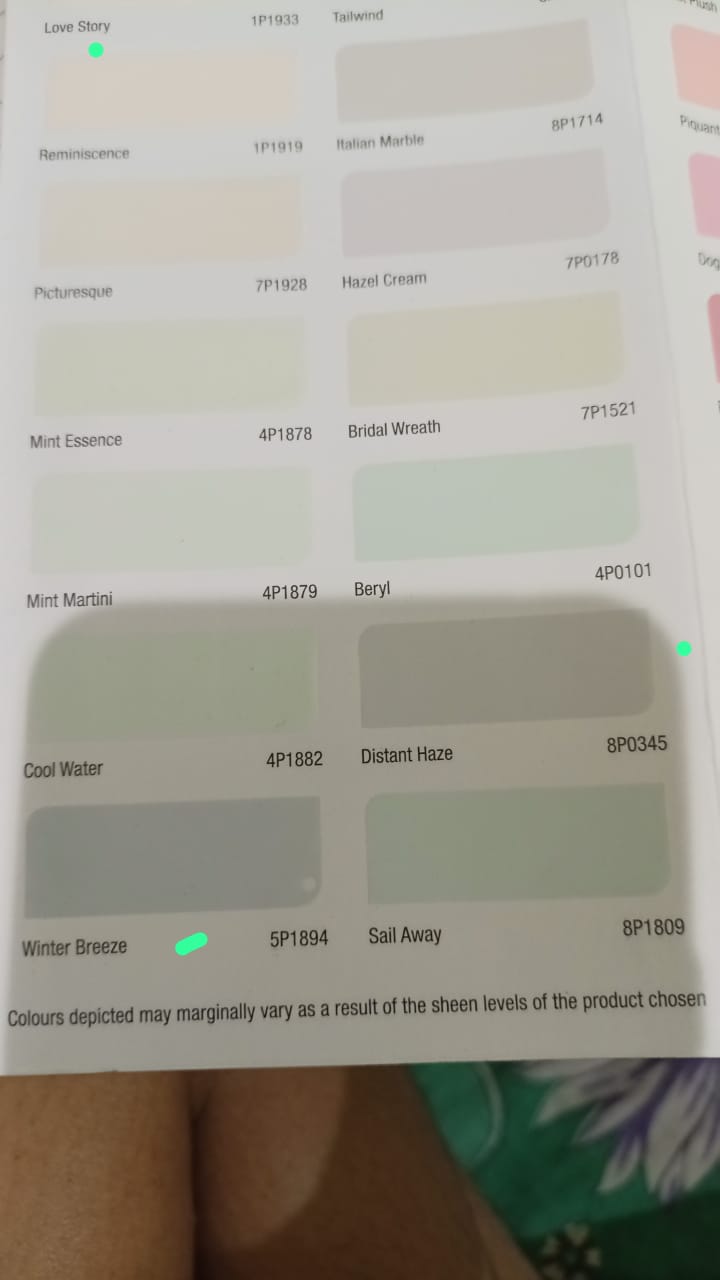 Love Story 1P1933 Tailwind
Reminiscence 1P1919 Italian Marble 8P1714
Picturesque 7P1928 Hazel Cream 7P0178
Mint Essence 4P1878 Bridal Wreath 7P1521
Mint Martini 4P1879 Beryl 4P0101
Cool Water 4P1882 Distant Haze 8P0345
Winter Breeze 5P1894 Sail Away 8P1809
Colours depicted may marginally vary as a result of the sheen levels of the product chosen
Piquant